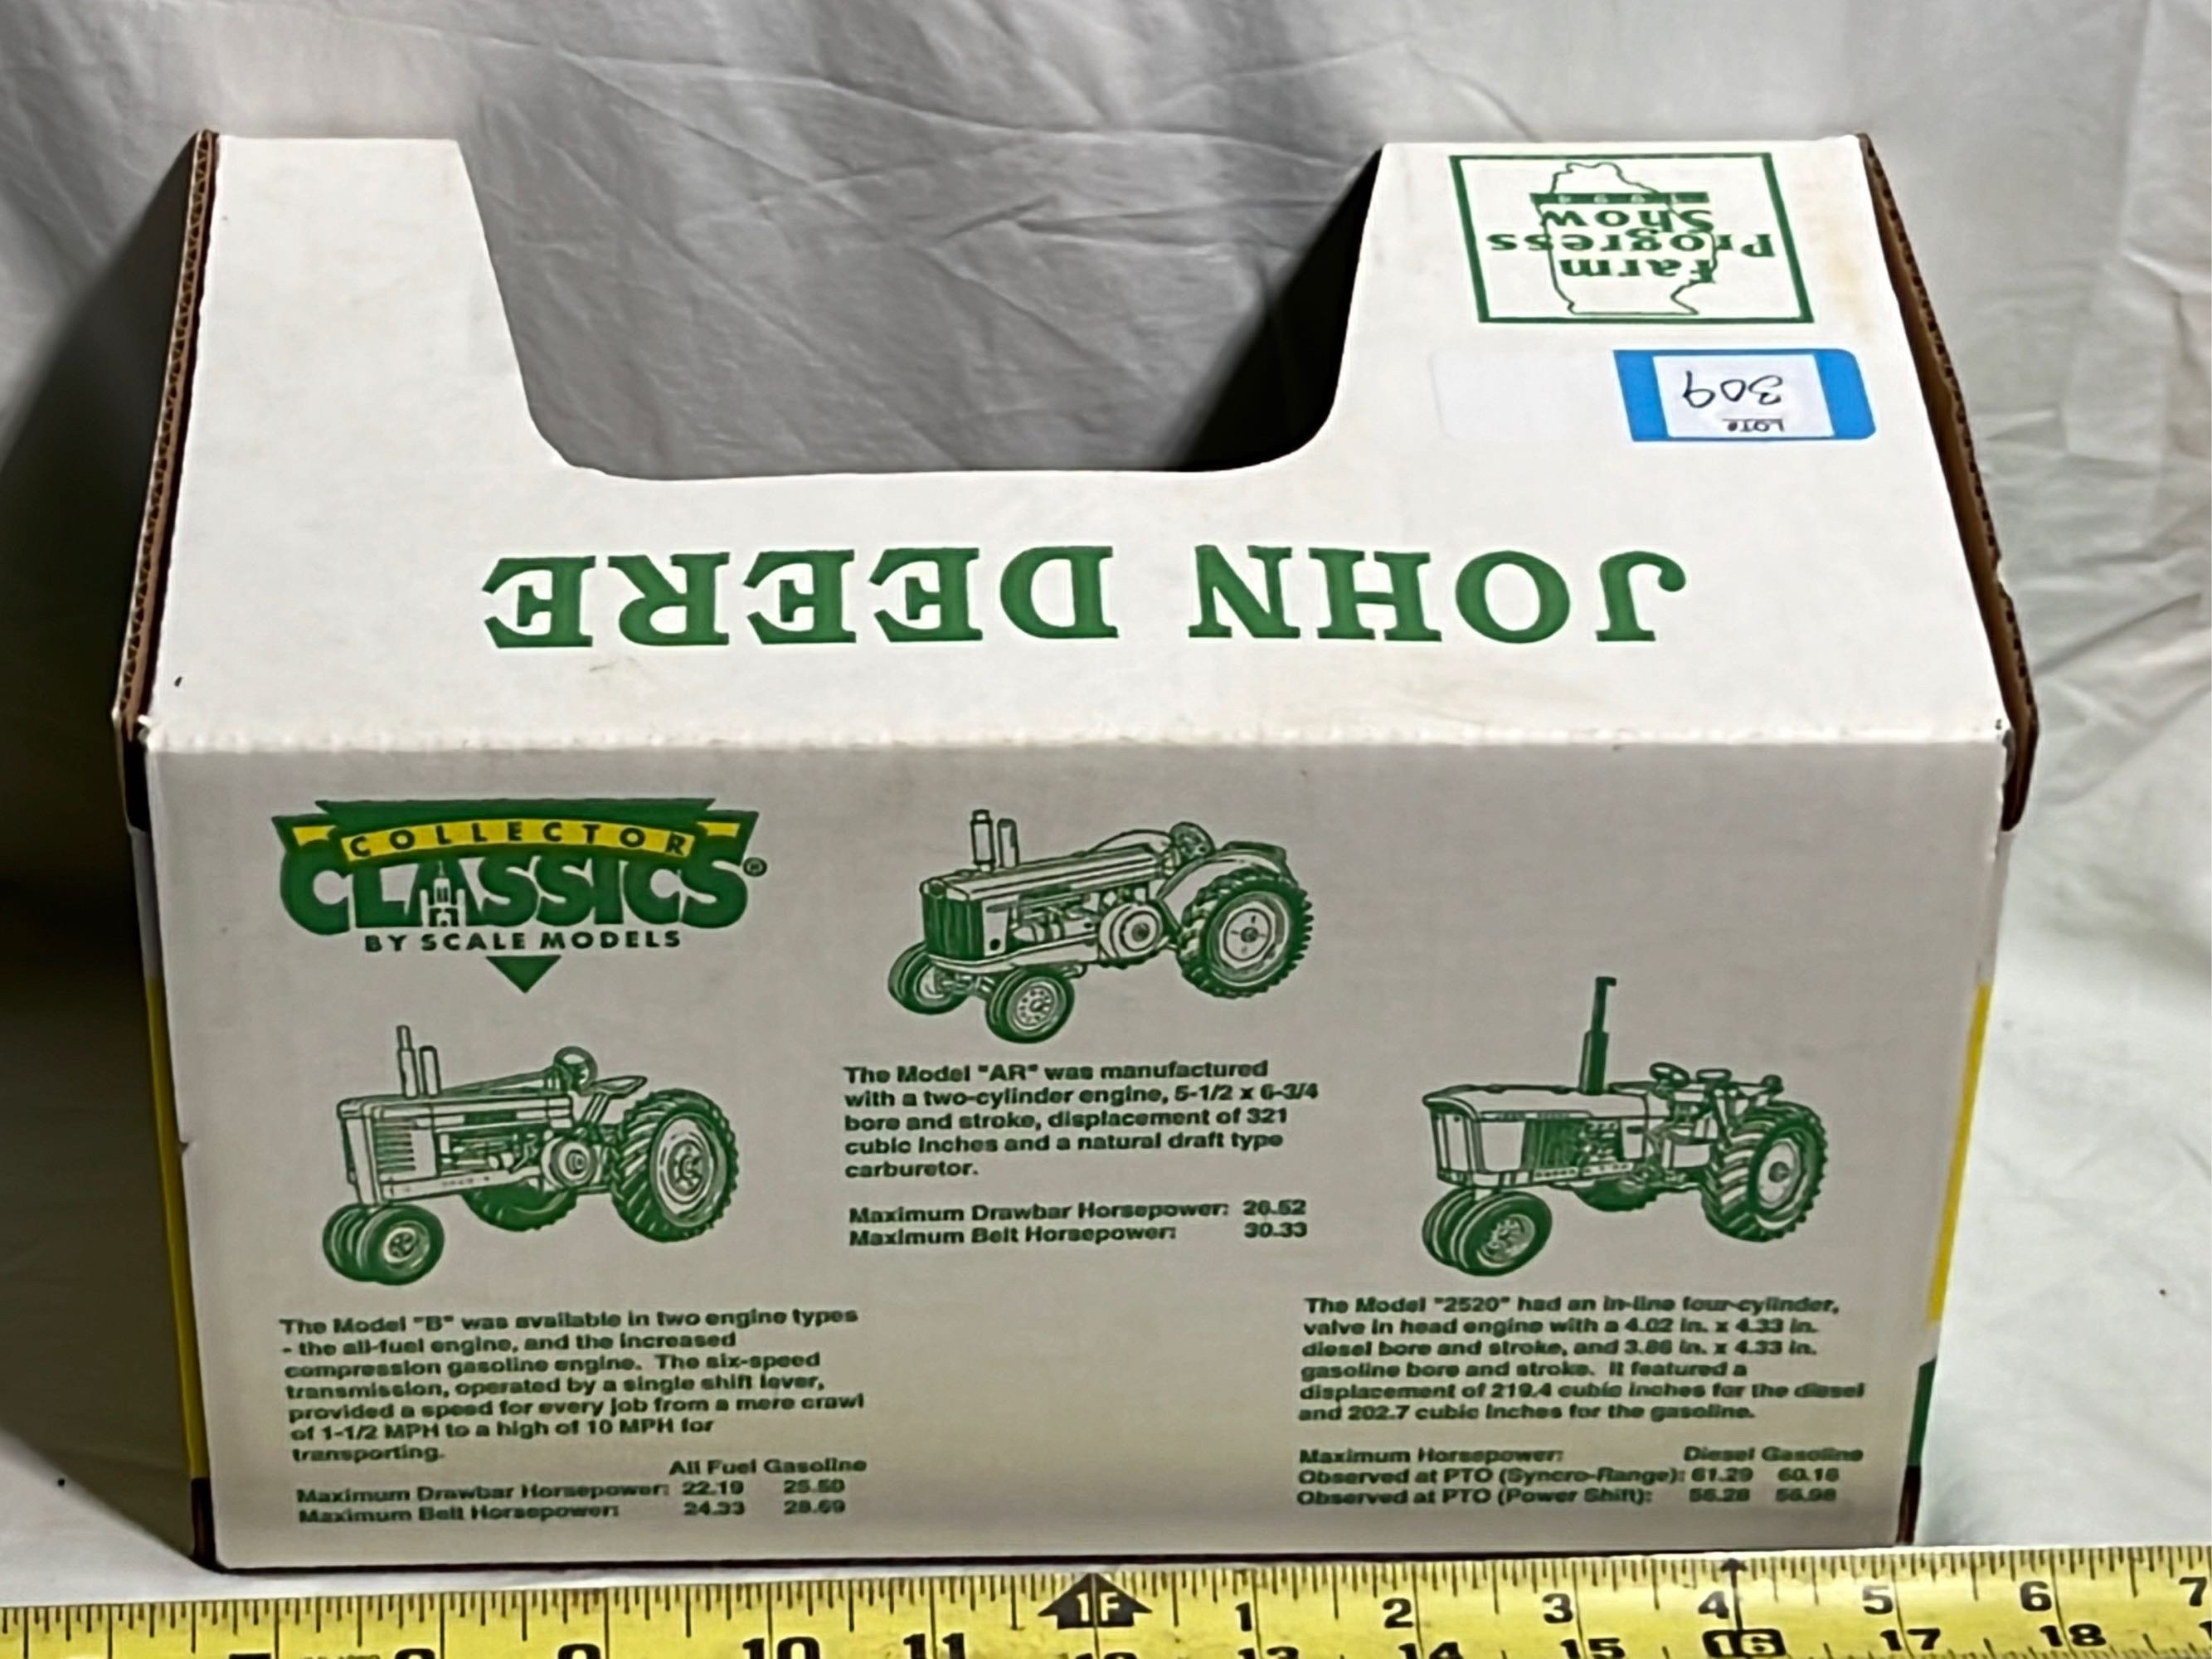 Farm
Progress
Show
1994
LOT#
309
JOHN DEERE
COLLECTOR
CLASSICS®
BY SCALE MODELS
The Model "AR" was manufactured
with a two-cylinder engine, 5-1/2 x 6-3/4
bore and stroke, displacement of 321
cubic inches and a natural draft type
carburetor.
Maximum Drawbar Horsepower: 26.52
Maximum Belt Horsepower: 30.33
The Model "B" was available in two engine types
- the all-fuel engine, and the increased
compression gasoline engine. The six-speed
transmission, operated by a single shift lever,
provided a speed for every job from a mere crawl
of 1-1/2 MPH to a high of 10 MPH for
transporting.
All Fuel Gasoline
Maximum Drawbar Horsepower: 22.19 25.50
Maximum Belt Horsepower: 24.33 28.69
The Model "2520" had an in-line four-cylinder,
valve in head engine with a 4.02 in. x 4.33 in.
diesel bore and stroke, and 3.86 in. x 4.33 in.
gasoline bore and stroke. It featured a
displacement of 219.4 cubic inches for the diesel
and 202.7 cubic inches for the gasoline.
Maximum Horsepower: Diesel Gasoline
Observed at PTO (Syncro-Range): 61.29 60.16
Observed at PTO (Power Shift): 56.28 56.98
1F 1 2 3 4 5 6 7
10 11 13 14 15 16 17 18